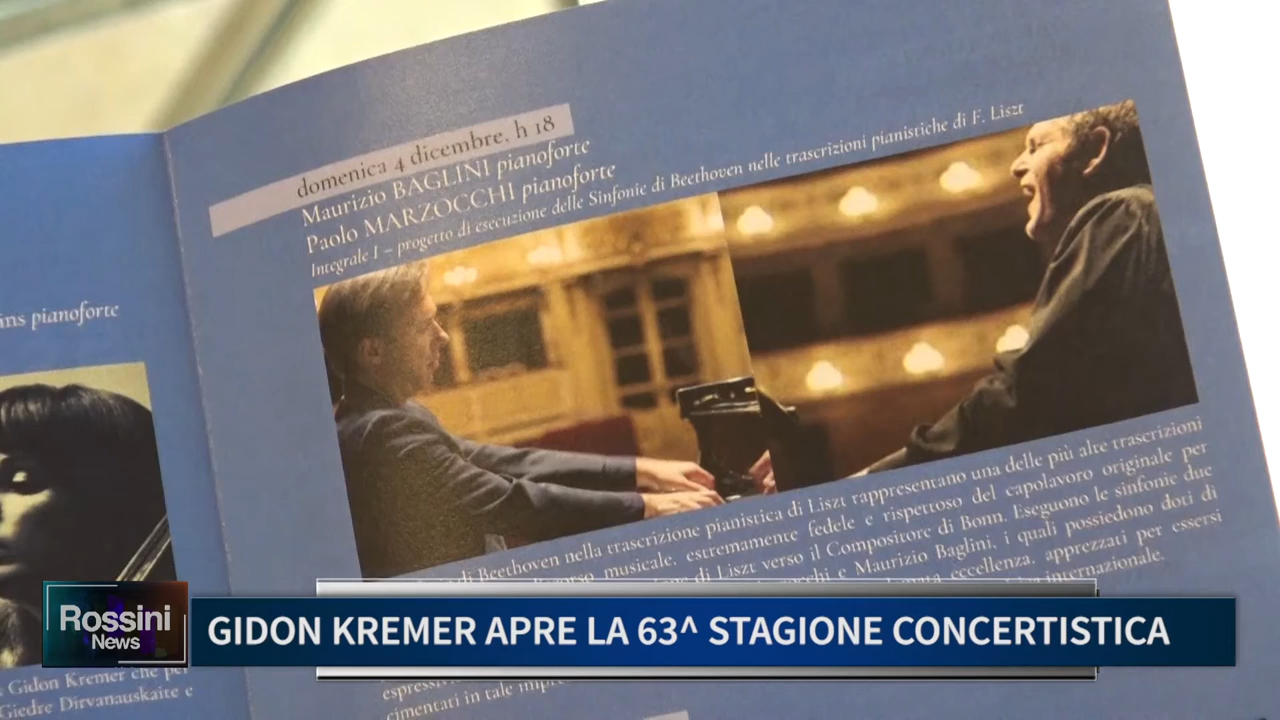 domenica 4 dicembre. h 18
Maurizio BAGLINI pianoforte
Paolo MARZOCCHI pianoforte
Integrale I – progetto di esecuzione delle Sinfonie di Beethoven nelle trascrizioni pianistiche di F. Liszt
pianoforte
di Beethoven nella trascrizione pianistica di Liszt rappresentano una delle più alte trascrizioni
musicale, estremamente fedele e rispettoso del capolavoro originale per
di Liszt verso il Compositore di Bonn. Eseguono le sinfonie due
e Maurizio Baglini, i quali possiedono doti di
eccellenza, apprezzati per essersi
internazionale.
Gidon Kremer che
Giedre Dirvanauskaite e
cimentati in tale
Rossini
News
GIDON KREMER APRE LA 63^ STAGIONE CONCERTISTICA